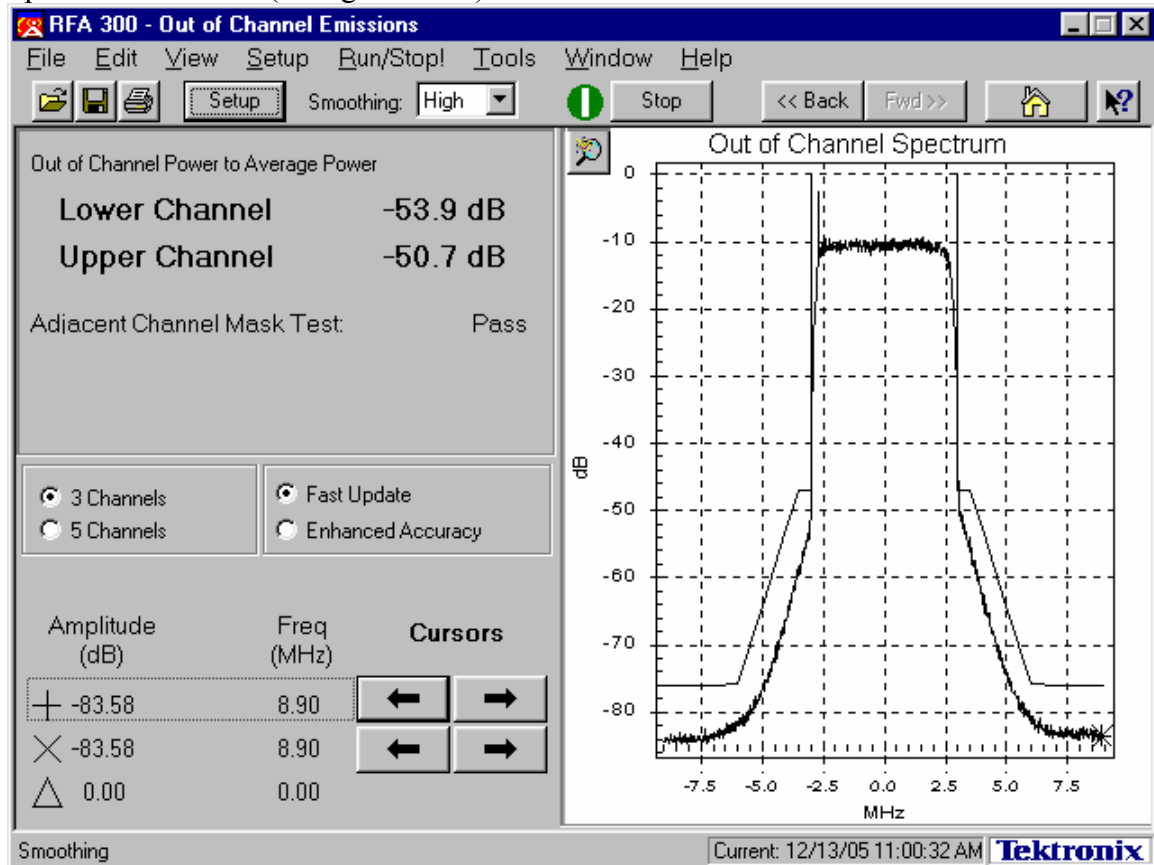 RFA 300 - Out of Channel Emissions
File Edit View Setup Run/Stop! Tools Window Help
Setup Smoothing: High Stop << Back Fwd >>
Out of Channel Power to Average Power
Lower Channel -53.9 dB
Upper Channel -50.7 dB
Adjacent Channel Mask Test: Pass
3 Channels
5 Channels
Fast Update
Enhanced Accuracy
Amplitude (dB) Freq (MHz) Cursors
-83.58 8.90
-83.58 8.90
0.00 0.00
Out of Channel Spectrum
0
-10
-20
-30
-40
-50
-60
-70
-80
dB
-7.5 -5.0 -2.5 0.0 2.5 5.0 7.5
MHz
Smoothing Current: 12/13/05 11:00:32 AM Tektronix